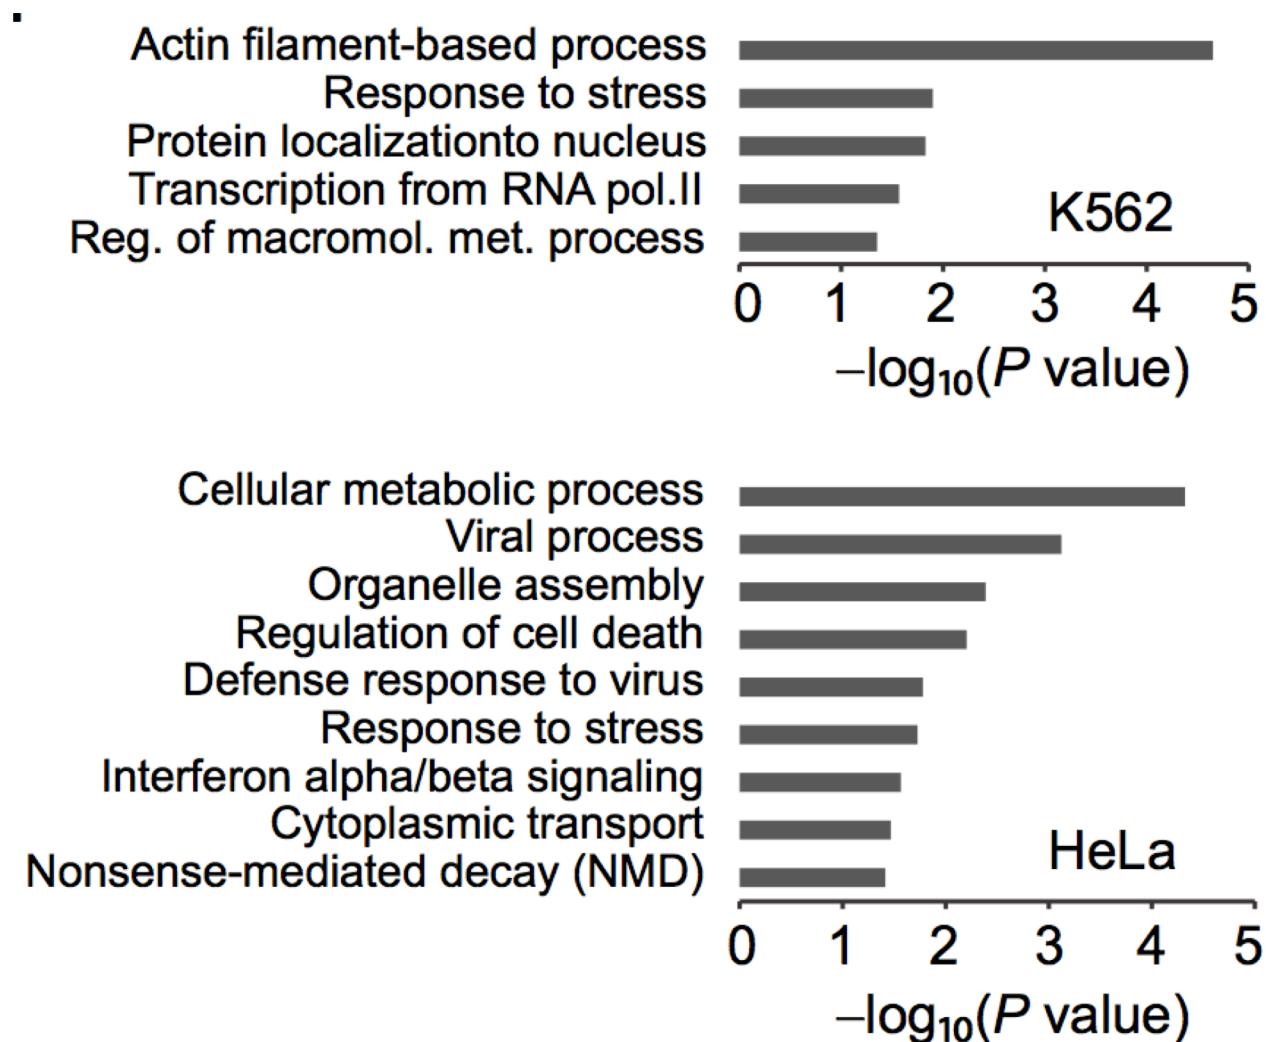 Actin filament-based process
Response to stress
Protein localizationto nucleus
Transcription from RNA pol.II
Reg. of macromol. met. process
K562
0 1 2 3 4 5
–log₁₀(P value)
Cellular metabolic process
Viral process
Organelle assembly
Regulation of cell death
Defense response to virus
Response to stress
Interferon alpha/beta signaling
Cytoplasmic transport
Nonsense-mediated decay (NMD)
HeLa
0 1 2 3 4 5
–log₁₀(P value)